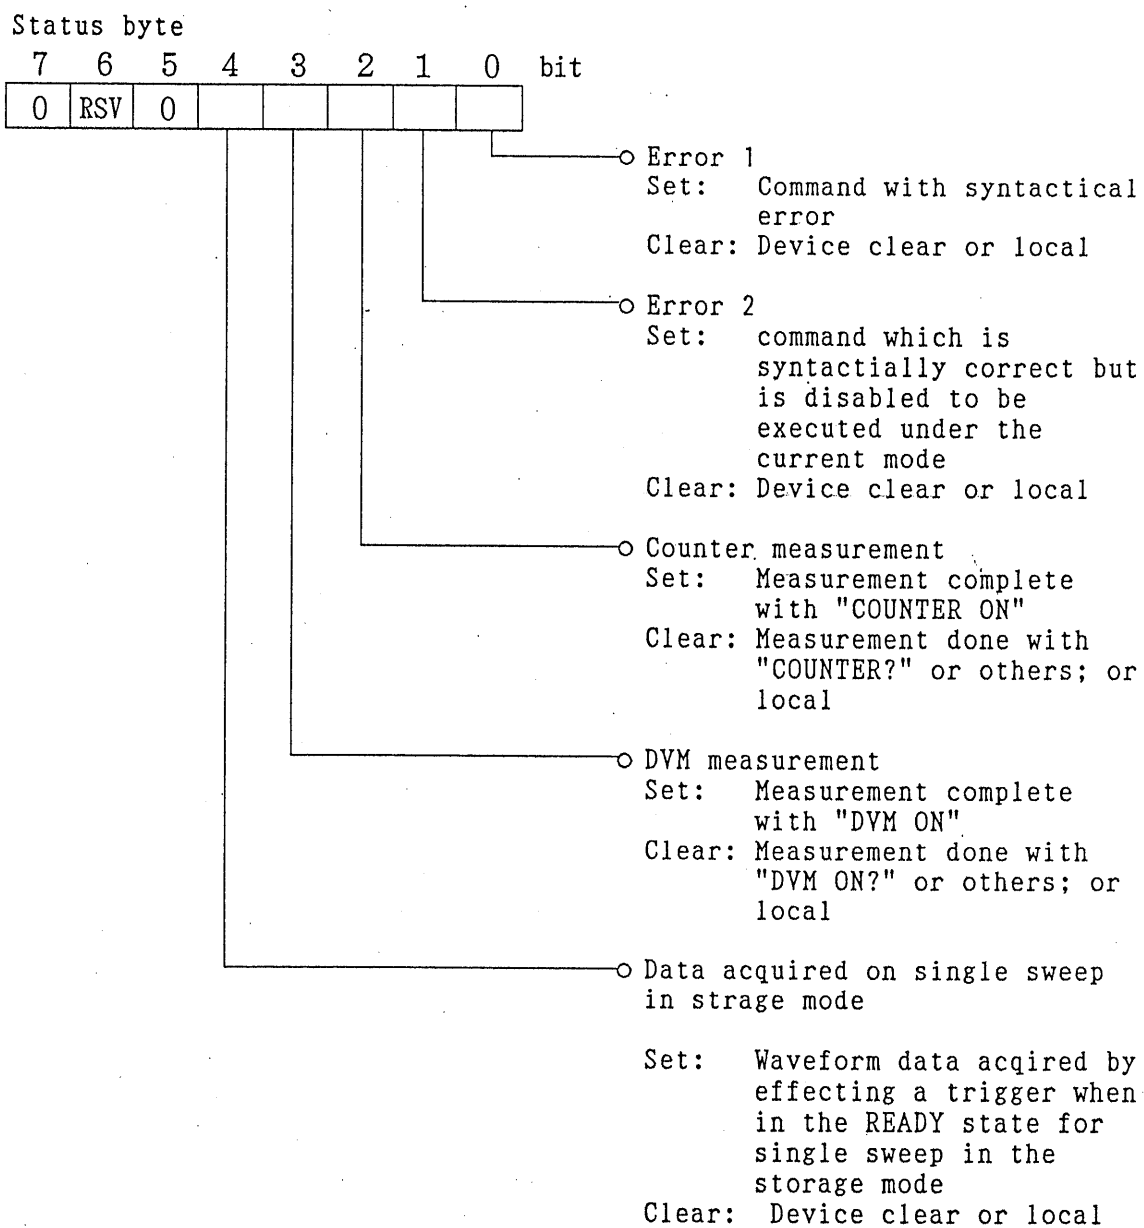 Status byte
7 6 5 4 3 2 1 0 bit
0 RSV 0
Error 1
Set: Command with syntactical
error
Clear: Device clear or local
Error 2
Set: command which is
syntactially correct but
is disabled to be
executed under the
current mode
Clear: Device clear or local
Counter measurement
Set: Measurement complete
with "COUNTER ON"
Clear: Measurement done with
"COUNTER?" or others; or
local
DVM measurement
Set: Measurement complete
with "DVM ON"
Clear: Measurement done with
"DVM ON?" or others; or
local
Data acquired on single sweep
in strage mode
Set: Waveform data acqired by
effecting a trigger when
in the READY state for
single sweep in the
storage mode
Clear: Device clear or local